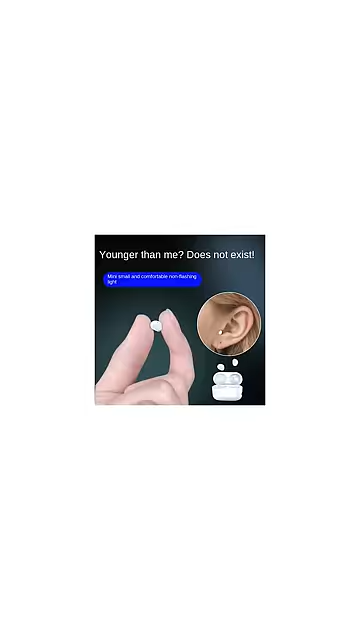 Younger than me? Does not exist!
Mini small and comfortable non-flashing
light